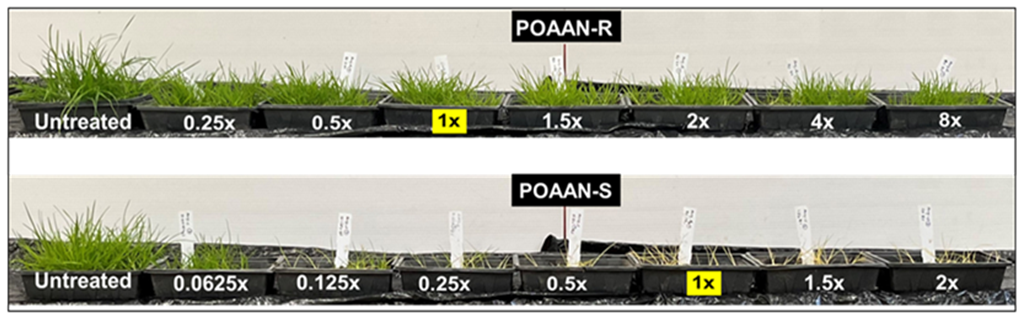 POAAN-R
Untreated 0.25x 0.5x 1x 1.5x 2x 4x 8x
POAAN-S
Untreated 0.0625x 0.125x 0.25x 0.5x 1x 1.5x 2x